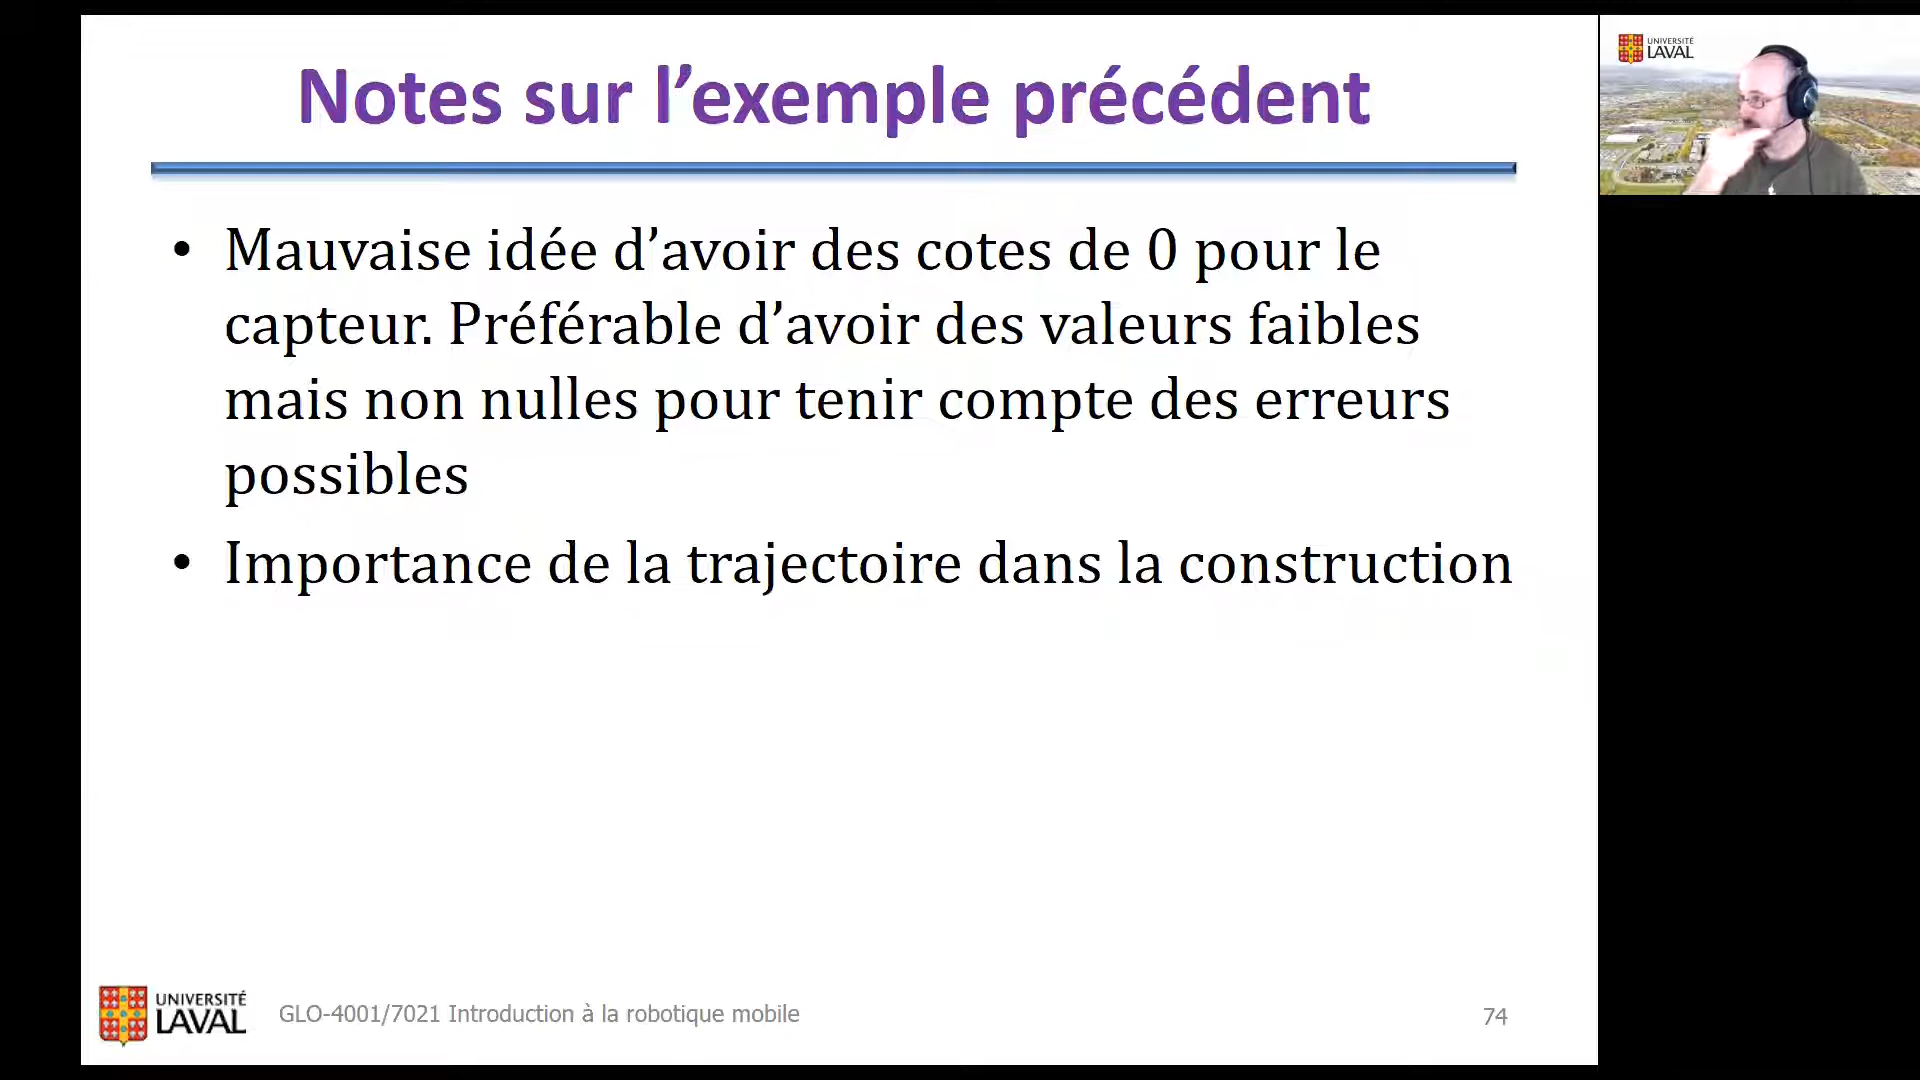 Notes sur l’exemple précédent
• Mauvaise idée d’avoir des cotes de 0 pour le
capteur. Préférable d’avoir des valeurs faibles
mais non nulles pour tenir compte des erreurs
possibles
• Importance de la trajectoire dans la construction
UNIVERSITÉ
LAVAL
GLO-4001/7021 Introduction à la robotique mobile
74
UNIVERSITÉ
LAVAL